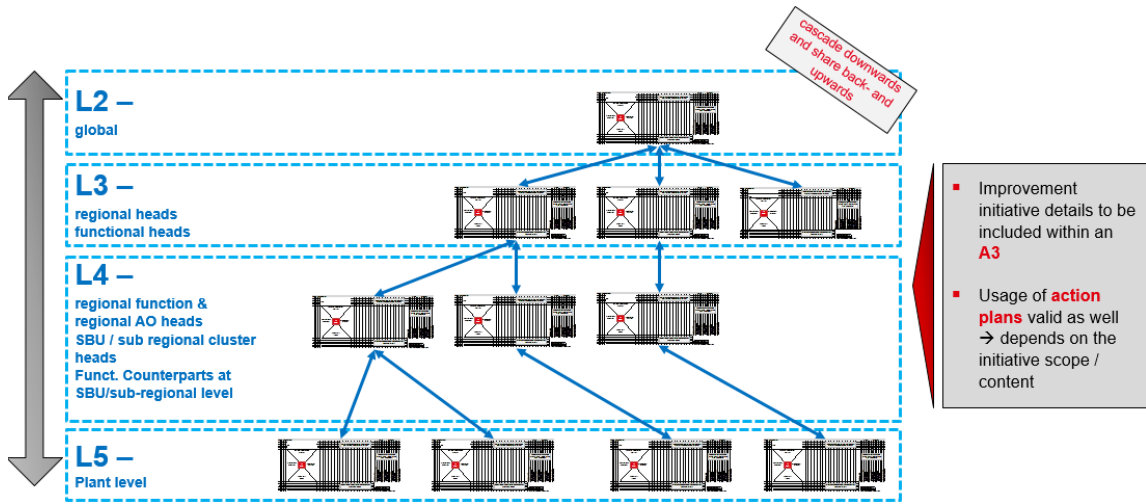 cascade downwards
and share back- and
upwards
L2 –
global
L3 –
regional heads
functional heads
L4 –
regional function &
regional AO heads
SBU / sub regional cluster
heads
Funct. Counterparts at
SBU/sub-regional level
L5 –
Plant level
▪ Improvement
initiative details to be
included within an
A3
▪ Usage of action
plans valid as well
→ depends on the
initiative scope /
content